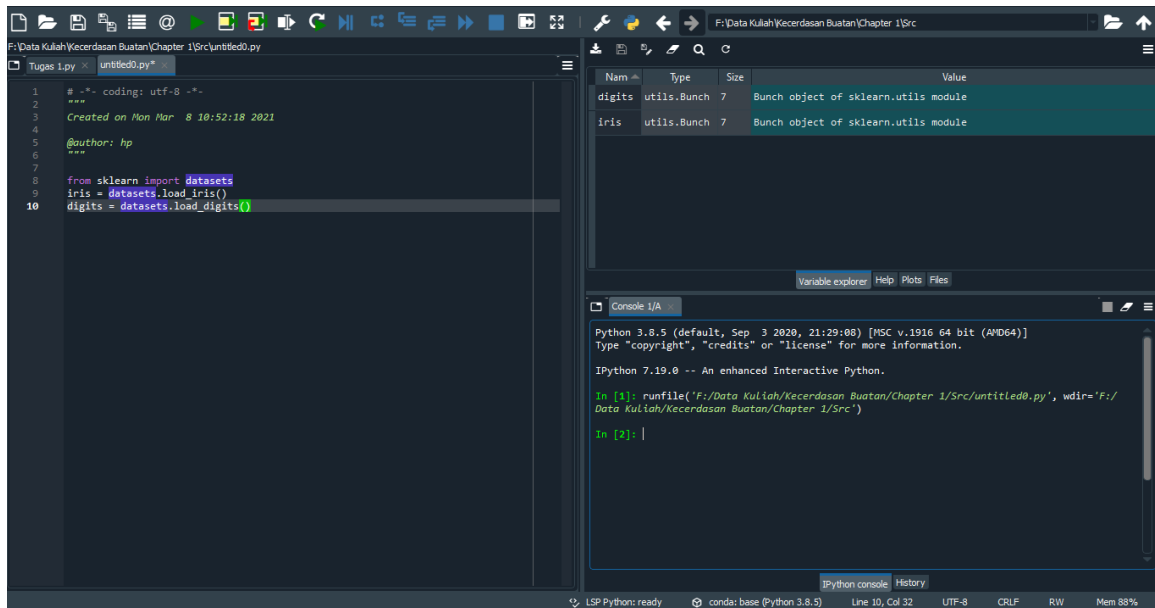 F:\Data Kuliah\Kecerdasan Buatan\Chapter 1\Src
F:\Data Kuliah\Kecerdasan Buatan\Chapter 1\Src\untitled0.py
Tugas 1.py
untitled0.py*
1 # -*- coding: utf-8 -*-
2 """
3 Created on Mon Mar  8 10:52:18 2021
4
5 @author: hp
6 """
7
8 from sklearn import datasets
9 iris = datasets.load_iris()
10 digits = datasets.load_digits()
Nam Type Size Value
digits utils.Bunch 7 Bunch object of sklearn.utils module
iris utils.Bunch 7 Bunch object of sklearn.utils module
Variable explorer Help Plots Files
Console 1/A
Python 3.8.5 (default, Sep  3 2020, 21:29:08) [MSC v.1916 64 bit (AMD64)]
Type "copyright", "credits" or "license" for more information.
IPython 7.19.0 -- An enhanced Interactive Python.
In [1]: runfile('F:/Data Kuliah/Kecerdasan Buatan/Chapter 1/Src/untitled0.py', wdir='F:/
Data Kuliah/Kecerdasan Buatan/Chapter 1/Src')
In [2]:
IPython console History
LSP Python: ready conda: base (Python 3.8.5) Line 10, Col 32 UTF-8 CRLF RW Mem 88%